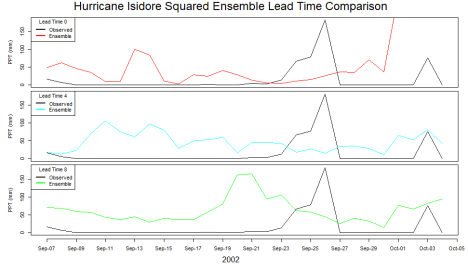 Hurricane Isidore Squared Ensemble Lead Time Comparison
Lead Time 0
Observed
Ensemble
PPT (mm)
0 50 100 150
Lead Time 4
Observed
Ensemble
PPT (mm)
0 50 100 150
Lead Time 8
Observed
Ensemble
PPT (mm)
0 50 100 150
Sep-07 Sep-09 Sep-11 Sep-13 Sep-15 Sep-17 Sep-19 Sep-21 Sep-23 Sep-25 Sep-27 Sep-29 Oct-01 Oct-03 Oct-05
2002